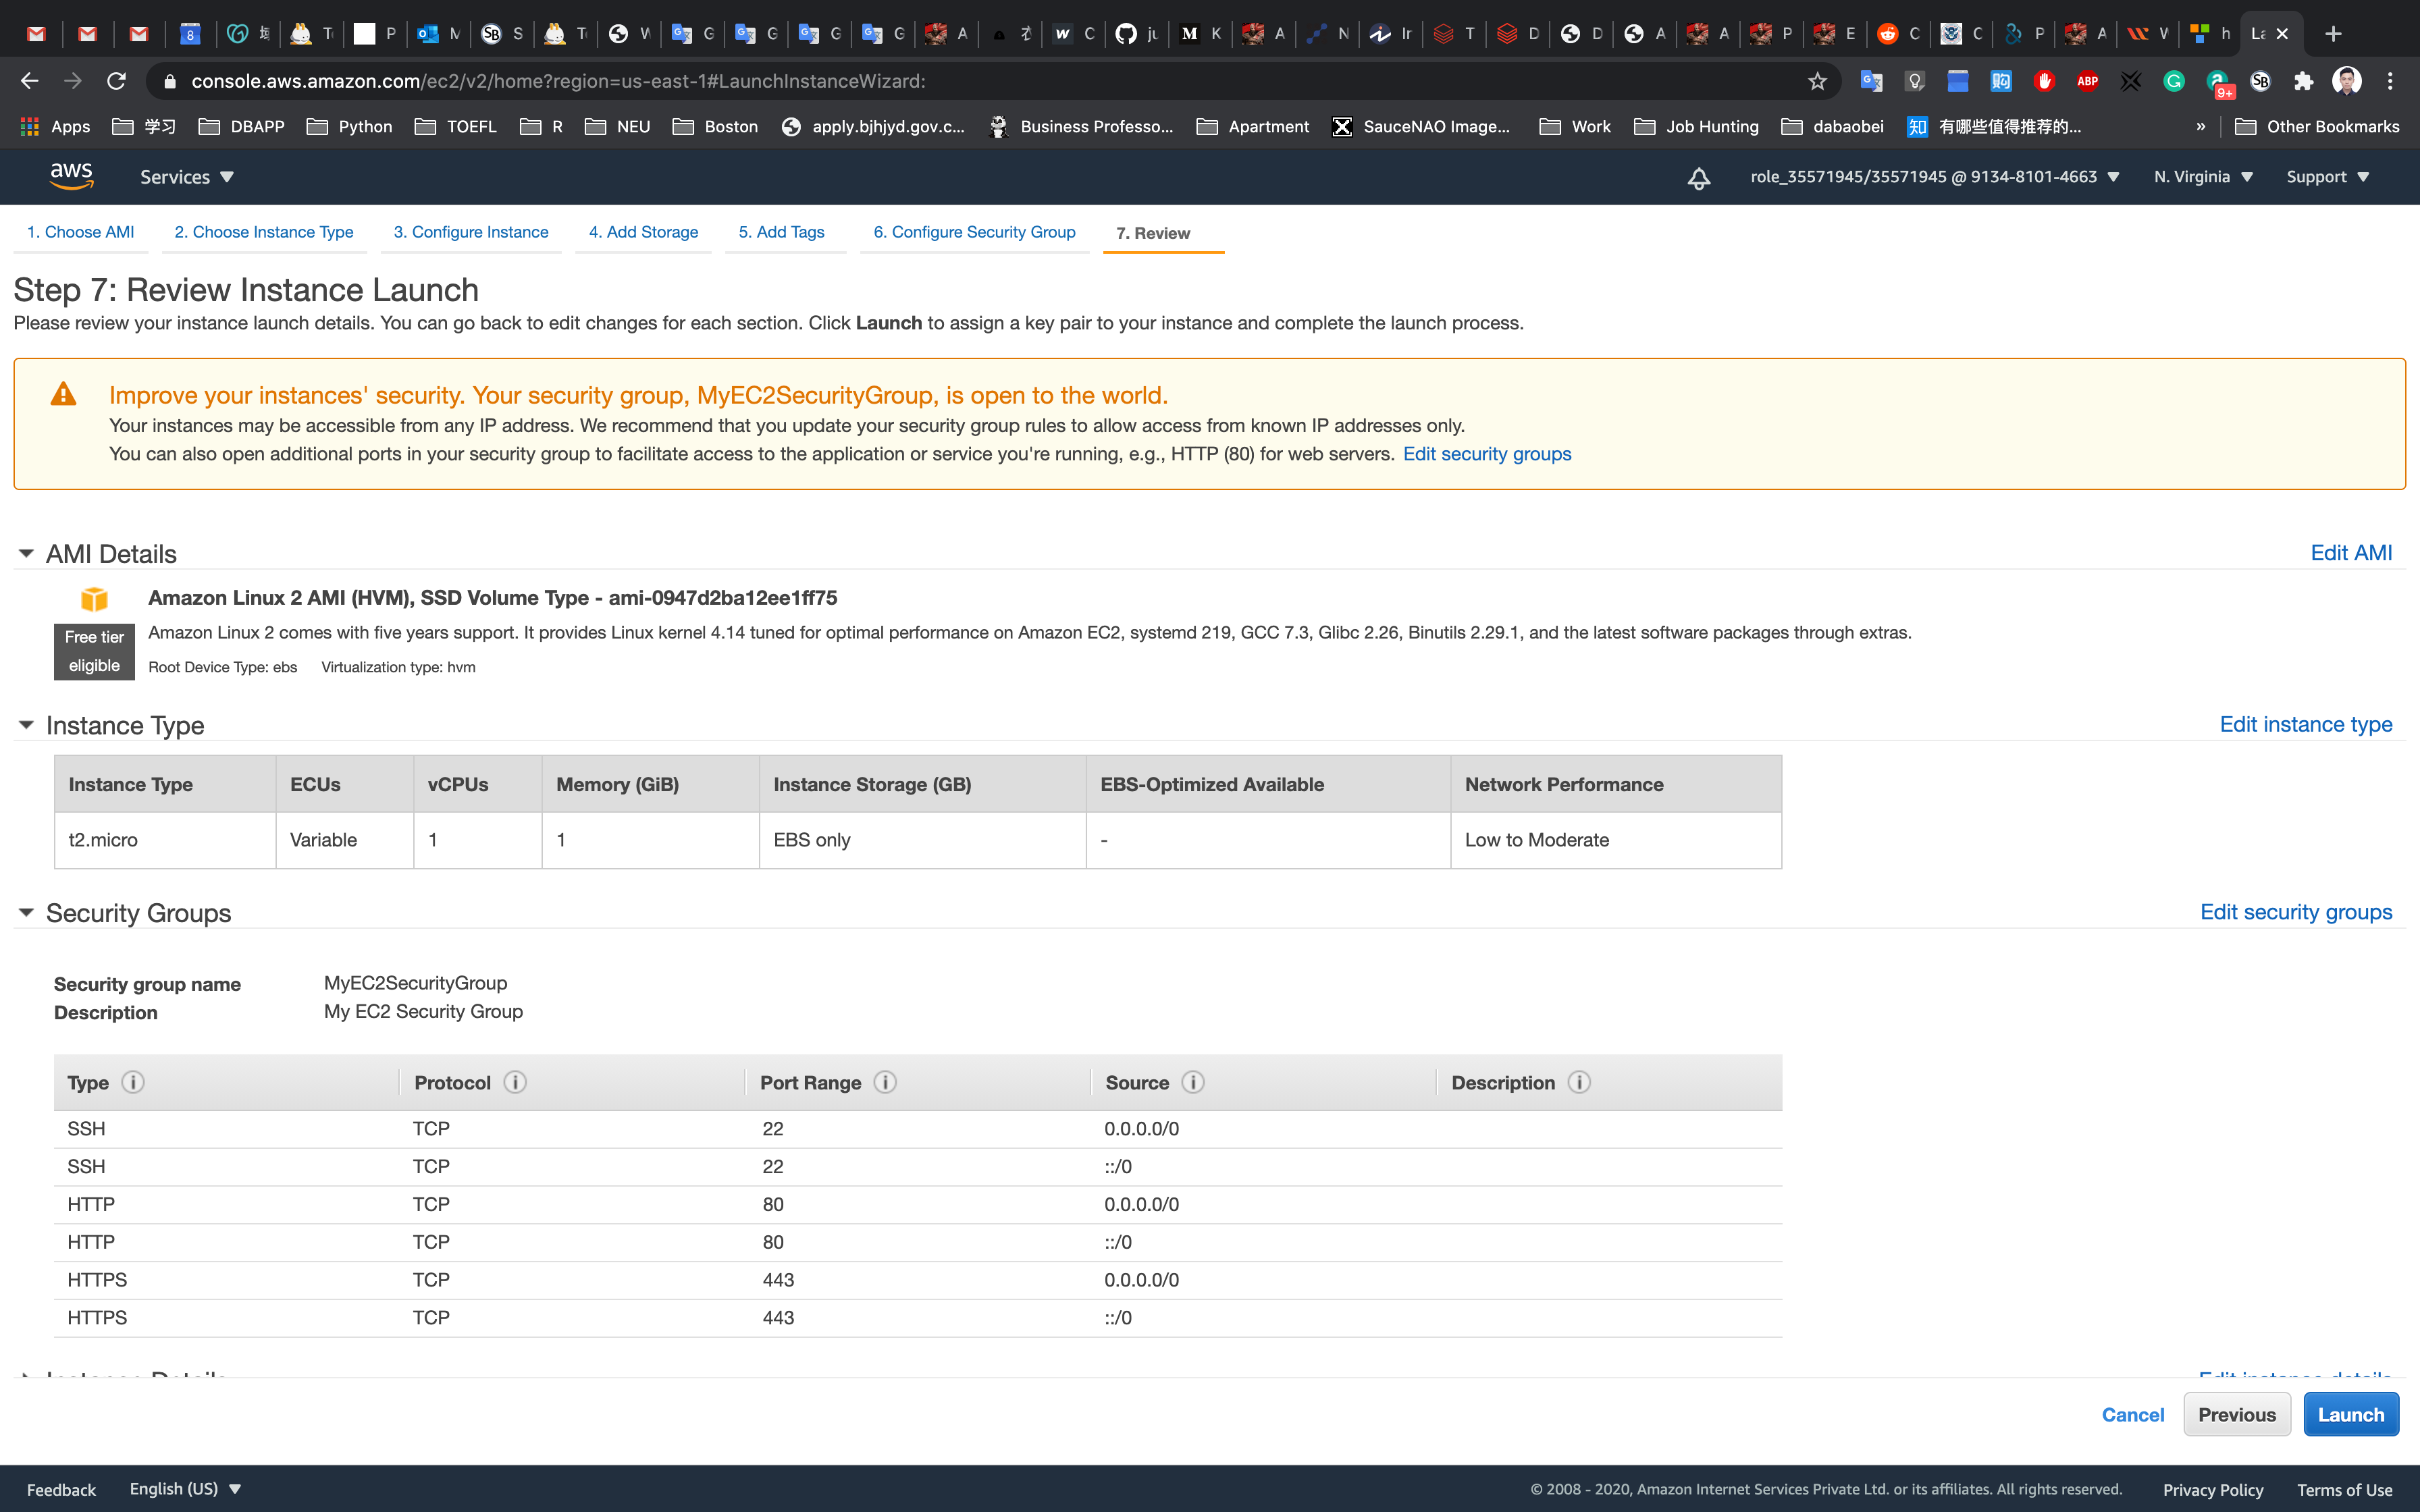 console.aws.amazon.com/ec2/v2/home?region=us-east-1#LaunchInstanceWizard:
Apps 学习 DBAPP Python TOEFL R NEU Boston apply.bjhjyd.gov.c... Business Professo... Apartment SauceNAO Image... Work Job Hunting dabaobei 有哪些值得推荐的... » Other Bookmarks
aws Services role_35571945/35571945 @ 9134-8101-4663 N. Virginia Support
1. Choose AMI 2. Choose Instance Type 3. Configure Instance 4. Add Storage 5. Add Tags 6. Configure Security Group 7. Review
Step 7: Review Instance Launch
Please review your instance launch details. You can go back to edit changes for each section. Click Launch to assign a key pair to your instance and complete the launch process.
Improve your instances' security. Your security group, MyEC2SecurityGroup, is open to the world.
Your instances may be accessible from any IP address. We recommend that you update your security group rules to allow access from known IP addresses only.
You can also open additional ports in your security group to facilitate access to the application or service you're running, e.g., HTTP (80) for web servers. Edit security groups
AMI Details Edit AMI
Amazon Linux 2 AMI (HVM), SSD Volume Type - ami-0947d2ba12ee1ff75
Free tier eligible
Amazon Linux 2 comes with five years support. It provides Linux kernel 4.14 tuned for optimal performance on Amazon EC2, systemd 219, GCC 7.3, Glibc 2.26, Binutils 2.29.1, and the latest software packages through extras.
Root Device Type: ebs Virtualization type: hvm
Instance Type Edit instance type
Instance Type ECUs vCPUs Memory (GiB) Instance Storage (GB) EBS-Optimized Available Network Performance
t2.micro Variable 1 1 EBS only - Low to Moderate
Security Groups Edit security groups
Security group name MyEC2SecurityGroup
Description My EC2 Security Group
Type Protocol Port Range Source Description
SSH TCP 22 0.0.0.0/0
SSH TCP 22 ::/0
HTTP TCP 80 0.0.0.0/0
HTTP TCP 80 ::/0
HTTPS TCP 443 0.0.0.0/0
HTTPS TCP 443 ::/0
Instance Details Edit instance details
Cancel Previous Launch
Feedback English (US) © 2008 - 2020, Amazon Internet Services Private Ltd. or its affiliates. All rights reserved. Privacy Policy Terms of Use